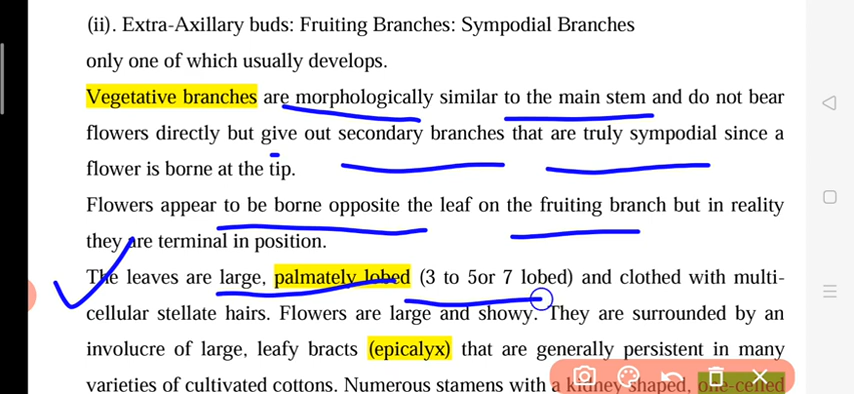 (ii). Extra-Axillary buds: Fruiting Branches: Sympodial Branches
only one of which usually develops.
Vegetative branches are morphologically similar to the main stem and do not bear
flowers directly but give out secondary branches that are truly sympodial since a
flower is borne at the tip.
Flowers appear to be borne opposite the leaf on the fruiting branch but in reality
they are terminal in position.
The leaves are large, palmately lobed (3 to 5or 7 lobed) and clothed with multi-
cellular stellate hairs. Flowers are large and showy. They are surrounded by an
involucre of large, leafy bracts (epicalyx) that are generally persistent in many
varieties of cultivated cottons. Numerous stamens with a kidney shaped, one-celled